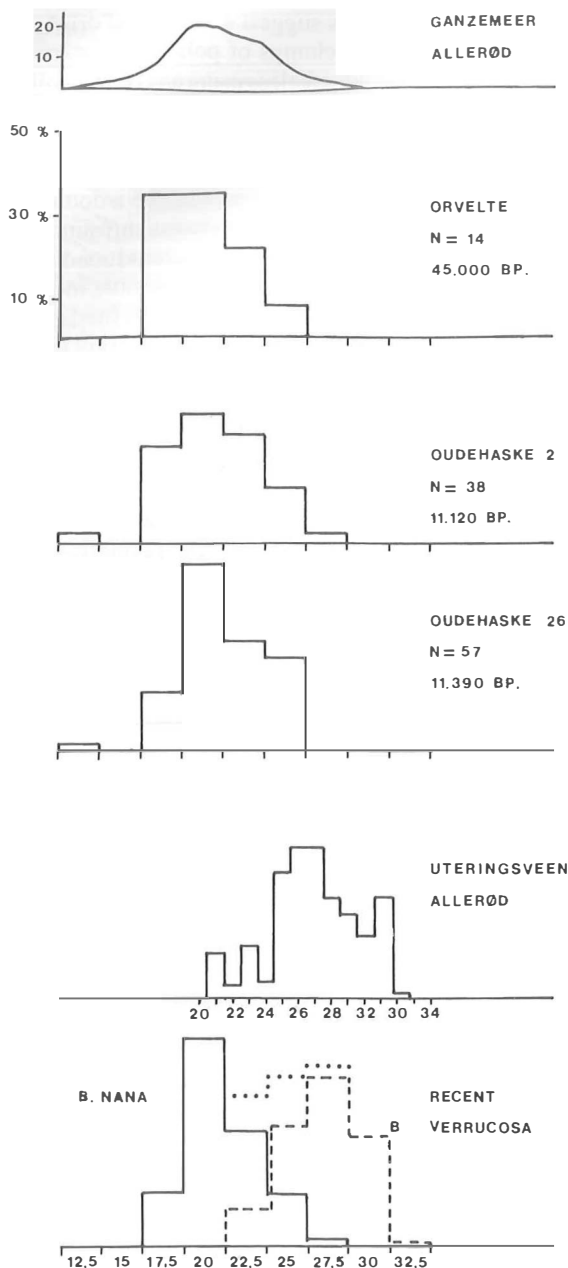 20
GANZEMEER
10
ALLERØD
50 %
30 %
ORVELTE
N = 14
45.000 BP.
10 %
OUDEHASKE 2
N = 38
11.120 BP.
OUDEHASKE 26
N = 57
11.390 BP.
UTERINGSVEEN
ALLERØD
20 22 24 26 28 32 30 34
B. NANA
RECENT
B VERRUCOSA
12,5 15 17,5 20 22,5 25 27,5 30 32,5